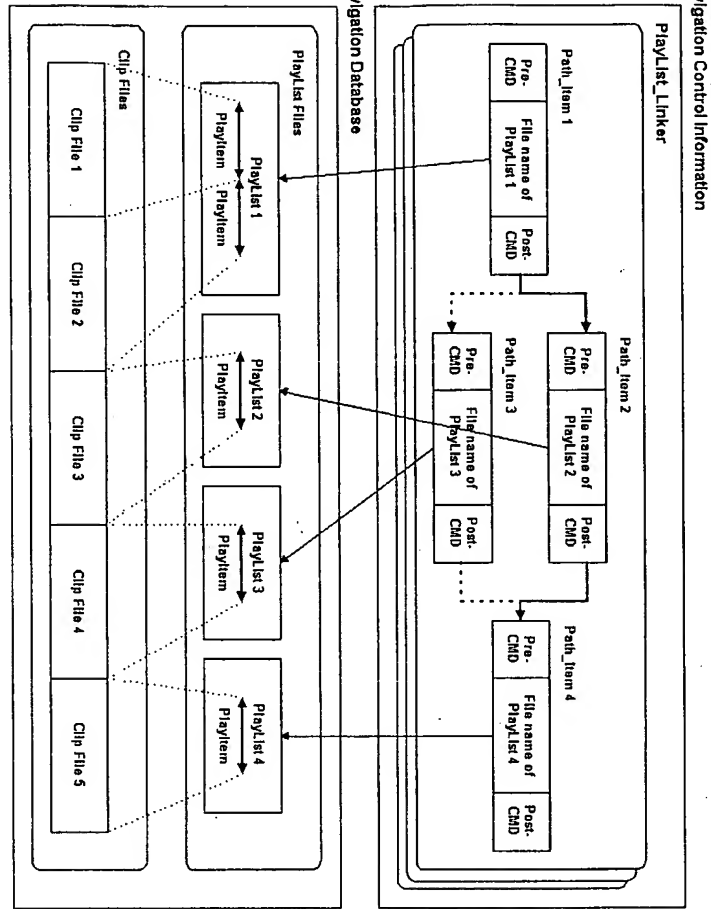 vigation Control Information
PlayList_Linker
Path_Item 1
Pre-
CMD
File name of
PlayList 1
Post-
CMD
Path_Item 2
Pre-
CMD
File name of
PlayList 2
Post-
CMD
Path_Item 3
Pre-
CMD
File name of
PlayList 3
Post-
CMD
Path_Item 4
Pre-
CMD
File name of
PlayList 4
Post-
CMD
vigation Database
PlayList Files
PlayList 1
PlayItem
PlayItem
PlayList 2
PlayItem
PlayList 3
PlayItem
PlayList 4
PlayItem
Clip Files
Clip File 1
Clip File 2
Clip File 3
Clip File 4
Clip File 5